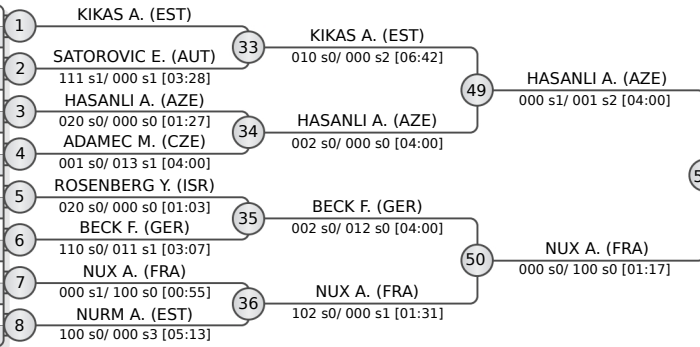 1
KIKAS A. (EST)
2
SATOROVIC E. (AUT)
111 s1/ 000 s1 [03:28]
33
KIKAS A. (EST)
010 s0/ 000 s2 [06:42]
3
HASANLI A. (AZE)
020 s0/ 000 s0 [01:27]
4
ADAMEC M. (CZE)
001 s0/ 013 s1 [04:00]
34
HASANLI A. (AZE)
002 s0/ 000 s0 [04:00]
49
HASANLI A. (AZE)
000 s1/ 001 s2 [04:00]
5
ROSENBERG Y. (ISR)
020 s0/ 000 s0 [01:03]
6
BECK F. (GER)
110 s0/ 011 s1 [03:07]
35
BECK F. (GER)
002 s0/ 012 s0 [04:00]
7
NUX A. (FRA)
000 s1/ 100 s0 [00:55]
8
NURM A. (EST)
100 s0/ 000 s3 [05:13]
36
NUX A. (FRA)
102 s0/ 000 s1 [01:31]
50
NUX A. (FRA)
000 s0/ 100 s0 [01:17]